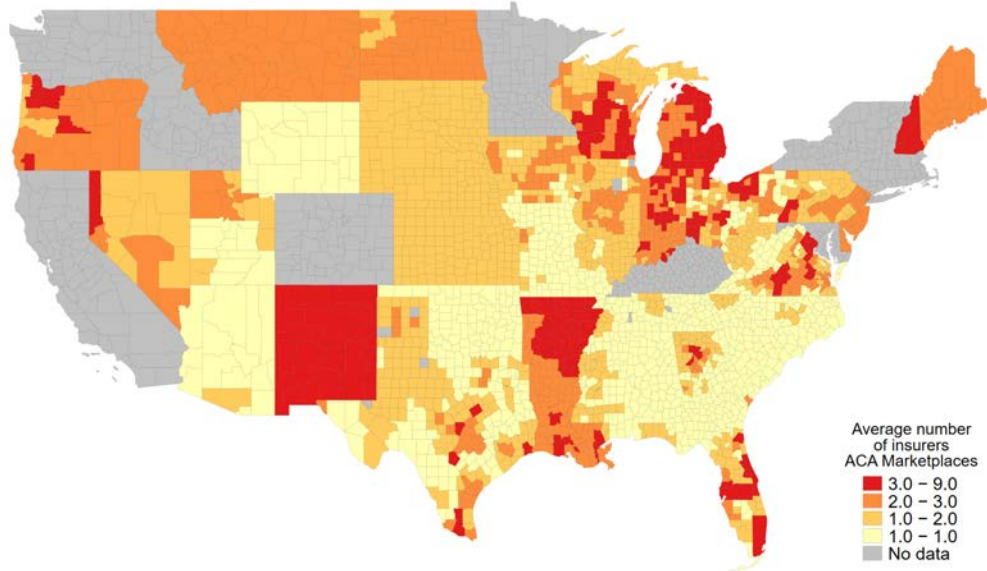 Average number
of insurers
ACA Marketplaces
3.0 − 9.0
2.0 − 3.0
1.0 − 2.0
1.0 − 1.0
No data